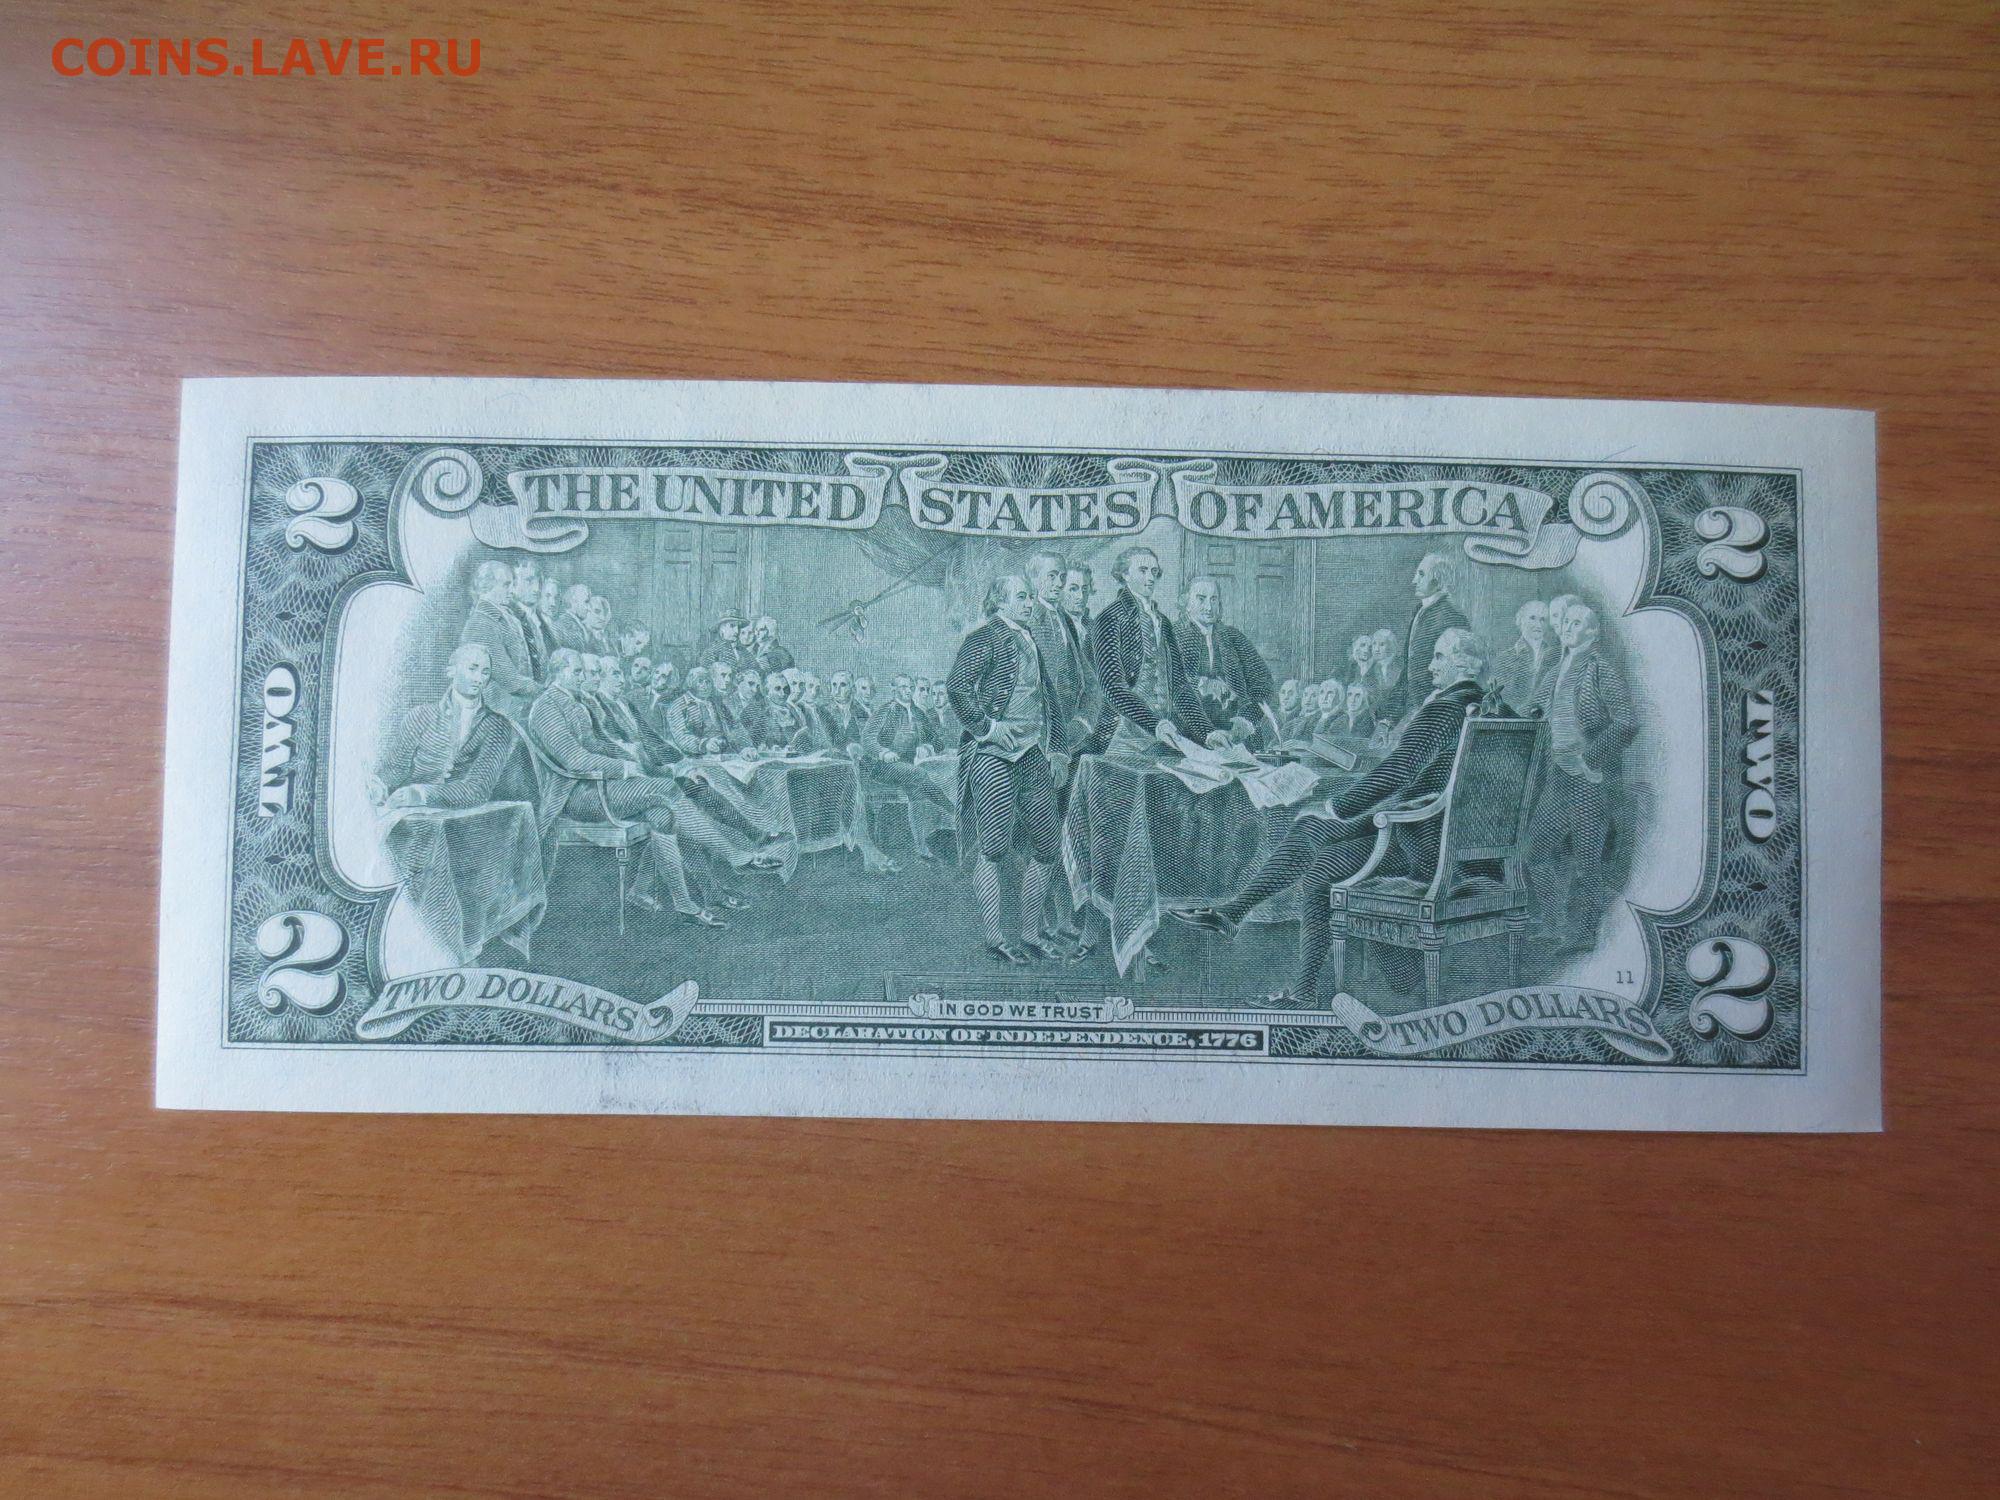 COINS.LAVE.RU
THE UNITED STATES OF AMERICA
2
2
TWO
TWO
2
2
11
TWO DOLLARS
IN GOD WE TRUST
TWO DOLLARS
DECLARATION OF INDEPENDENCE, 1776